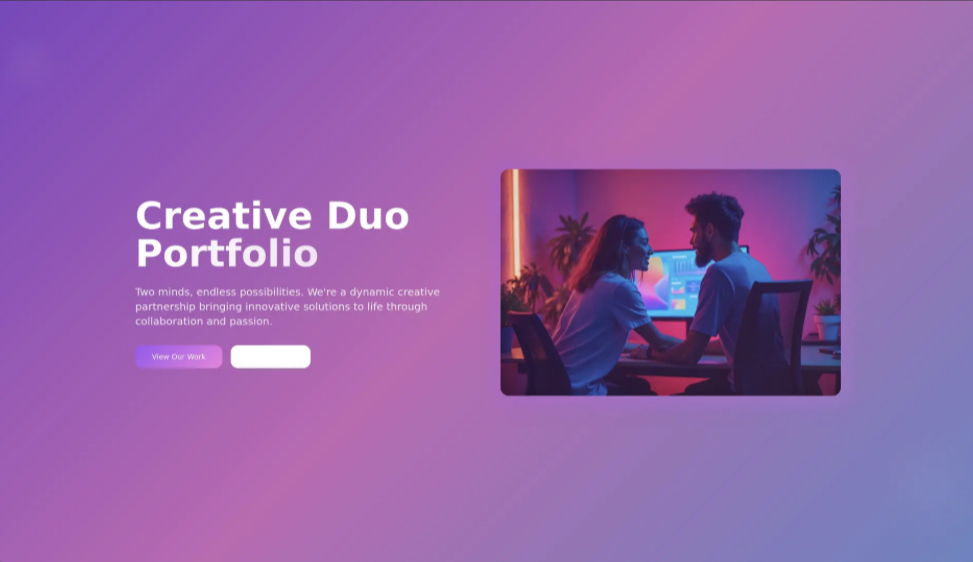 Creative Duo
Portfolio
Two minds, endless possibilities. We're a dynamic creative
partnership bringing innovative solutions to life through
collaboration and passion.
View Our Work